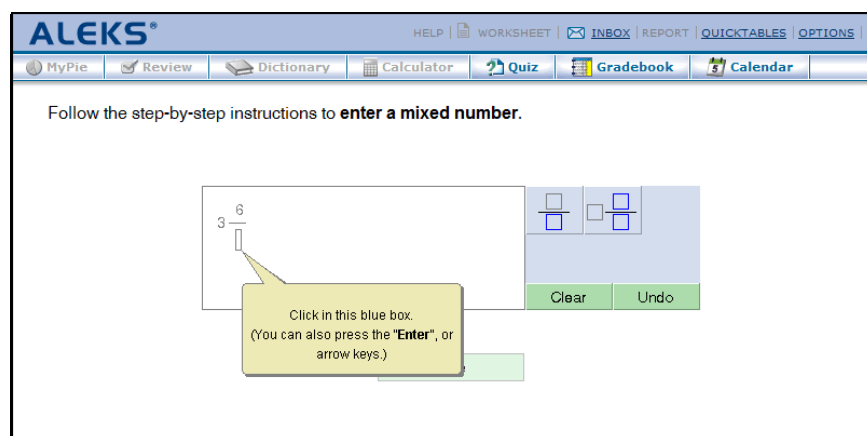 ALEKS®
HELP | WORKSHEET | INBOX | REPORT | QUICKTABLES | OPTIONS |
MyPie Review Dictionary Calculator Quiz Gradebook Calendar
Follow the step-by-step instructions to enter a mixed number.
3 6
Click in this blue box.
(You can also press the "Enter", or
arrow keys.)
Clear Undo